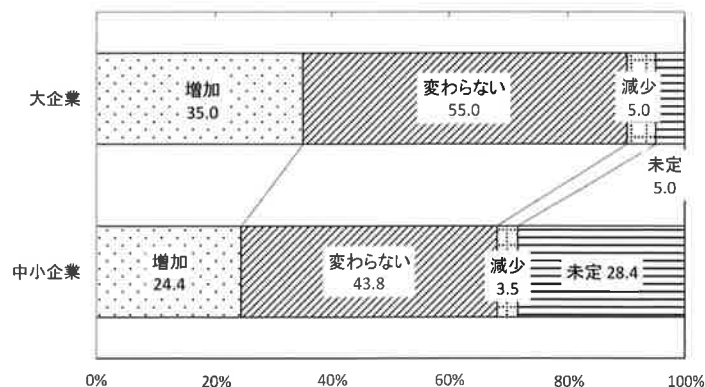 大企業
増加
35.0
変わらない
55.0
減少
5.0
未定
5.0
中小企業
増加
24.4
変わらない
43.8
減少
3.5
未定 28.4
0%
20%
40%
60%
80%
100%